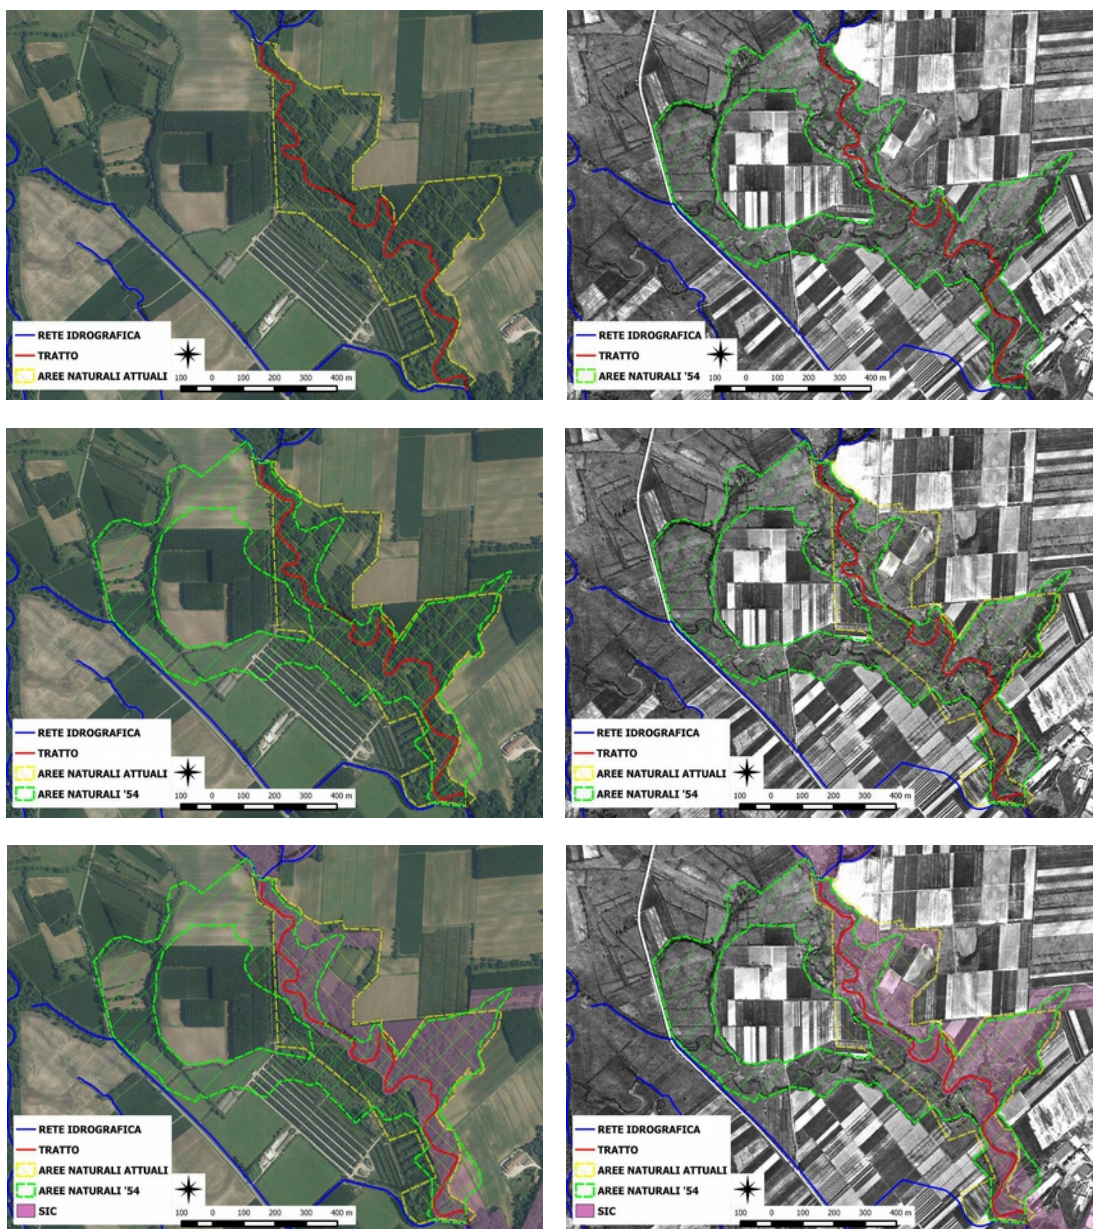 RETE IDROGRAFICA
TRATTO
AREE NATURALI ATTUALI
100 0 100 200 300 400 m
RETE IDROGRAFICA
TRATTO
AREE NATURALI '54
100 0 100 200 300 400 m
RETE IDROGRAFICA
TRATTO
AREE NATURALI ATTUALI
AREE NATURALI '54
100 0 100 200 300 400 m
RETE IDROGRAFICA
TRATTO
AREE NATURALI ATTUALI
AREE NATURALI '54
100 0 100 200 300 400 m
RETE IDROGRAFICA
TRATTO
AREE NATURALI ATTUALI
AREE NATURALI '54
SIC
100 0 100 200 300 400 m
RETE IDROGRAFICA
TRATTO
AREE NATURALI ATTUALI
AREE NATURALI '54
SIC
100 0 100 200 300 400 m